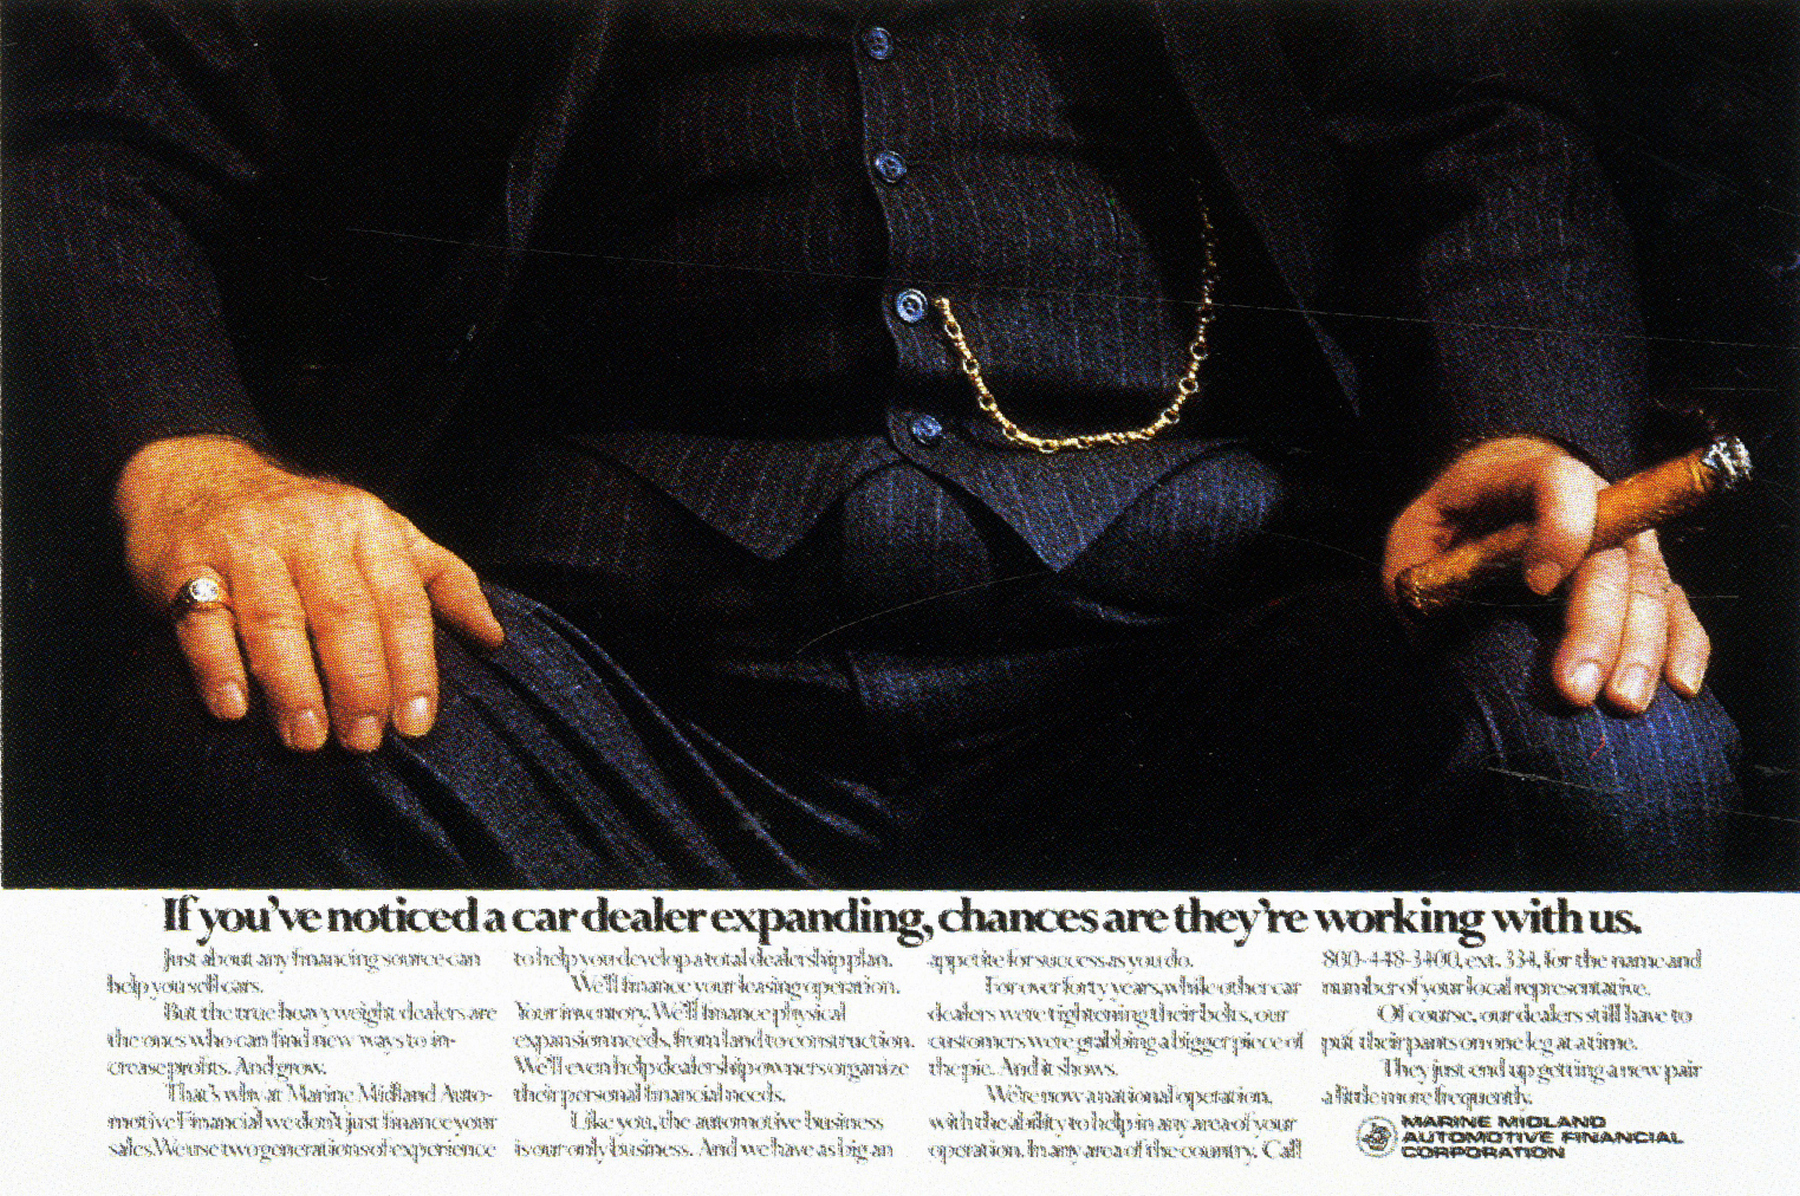 If you've noticed a car dealer expanding, chances are they're working with us.
Just about any financing source can
help you sell cars.
But the true heavyweight dealers are
the ones who can find new ways to in-
crease profits. And grow.
That's why at Marine Midland Auto-
motive Financial we don't just finance your
sales. We use two generations of experience
to help you develop a total dealership plan.
We'll finance your leasing operation.
Your inventory. We'll finance physical
expansion needs, from land to construction.
We'll even help dealership owners organize
their personal financial needs.
Like you, the automotive business
is our only business. And we have as big an
appetite for success as you do.
For over forty years, while other car
dealers were tightening their belts, our
customers were grabbing a bigger piece of
the pie. And it shows.
We're now a national operation,
with the ability to help in any area of your
operation. In any area of the country. Call
800-448-3400, ext. 334, for the name and
number of your local representative.
Of course, our dealers still have to
put their pants on one leg at a time.
They just end up getting a new pair
a little more frequently.
MARINE MIDLAND
AUTOMOTIVE FINANCIAL
CORPORATION